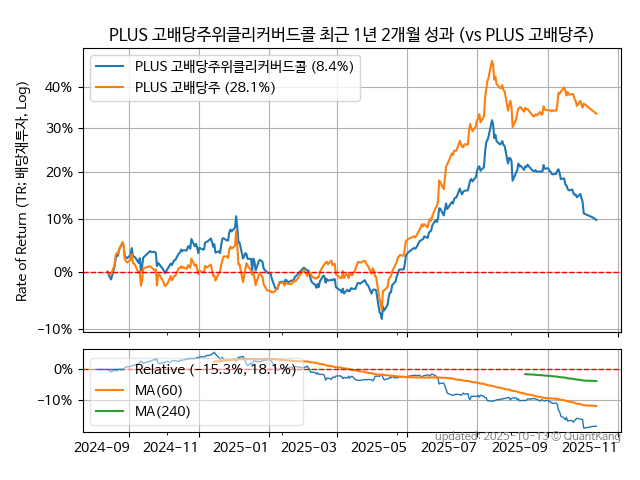 PLUS 고배당주위클리커버드콜 최근 1년 2개월 성과 (vs PLUS 고배당주)
Rate of Return (TR: 배당재투자, Log)
PLUS 고배당주위클리커버드콜 (8.4%)
PLUS 고배당주 (28.1%)
40%
30%
20%
10%
0%
−10%
Relative (−15.3%, 18.1%)
MA(60)
MA(240)
0%
−10%
updated: 2025-10-13 © QuantKang
2024−09 2024−11 2025−01 2025−03 2025−05 2025−07 2025−09 2025−11